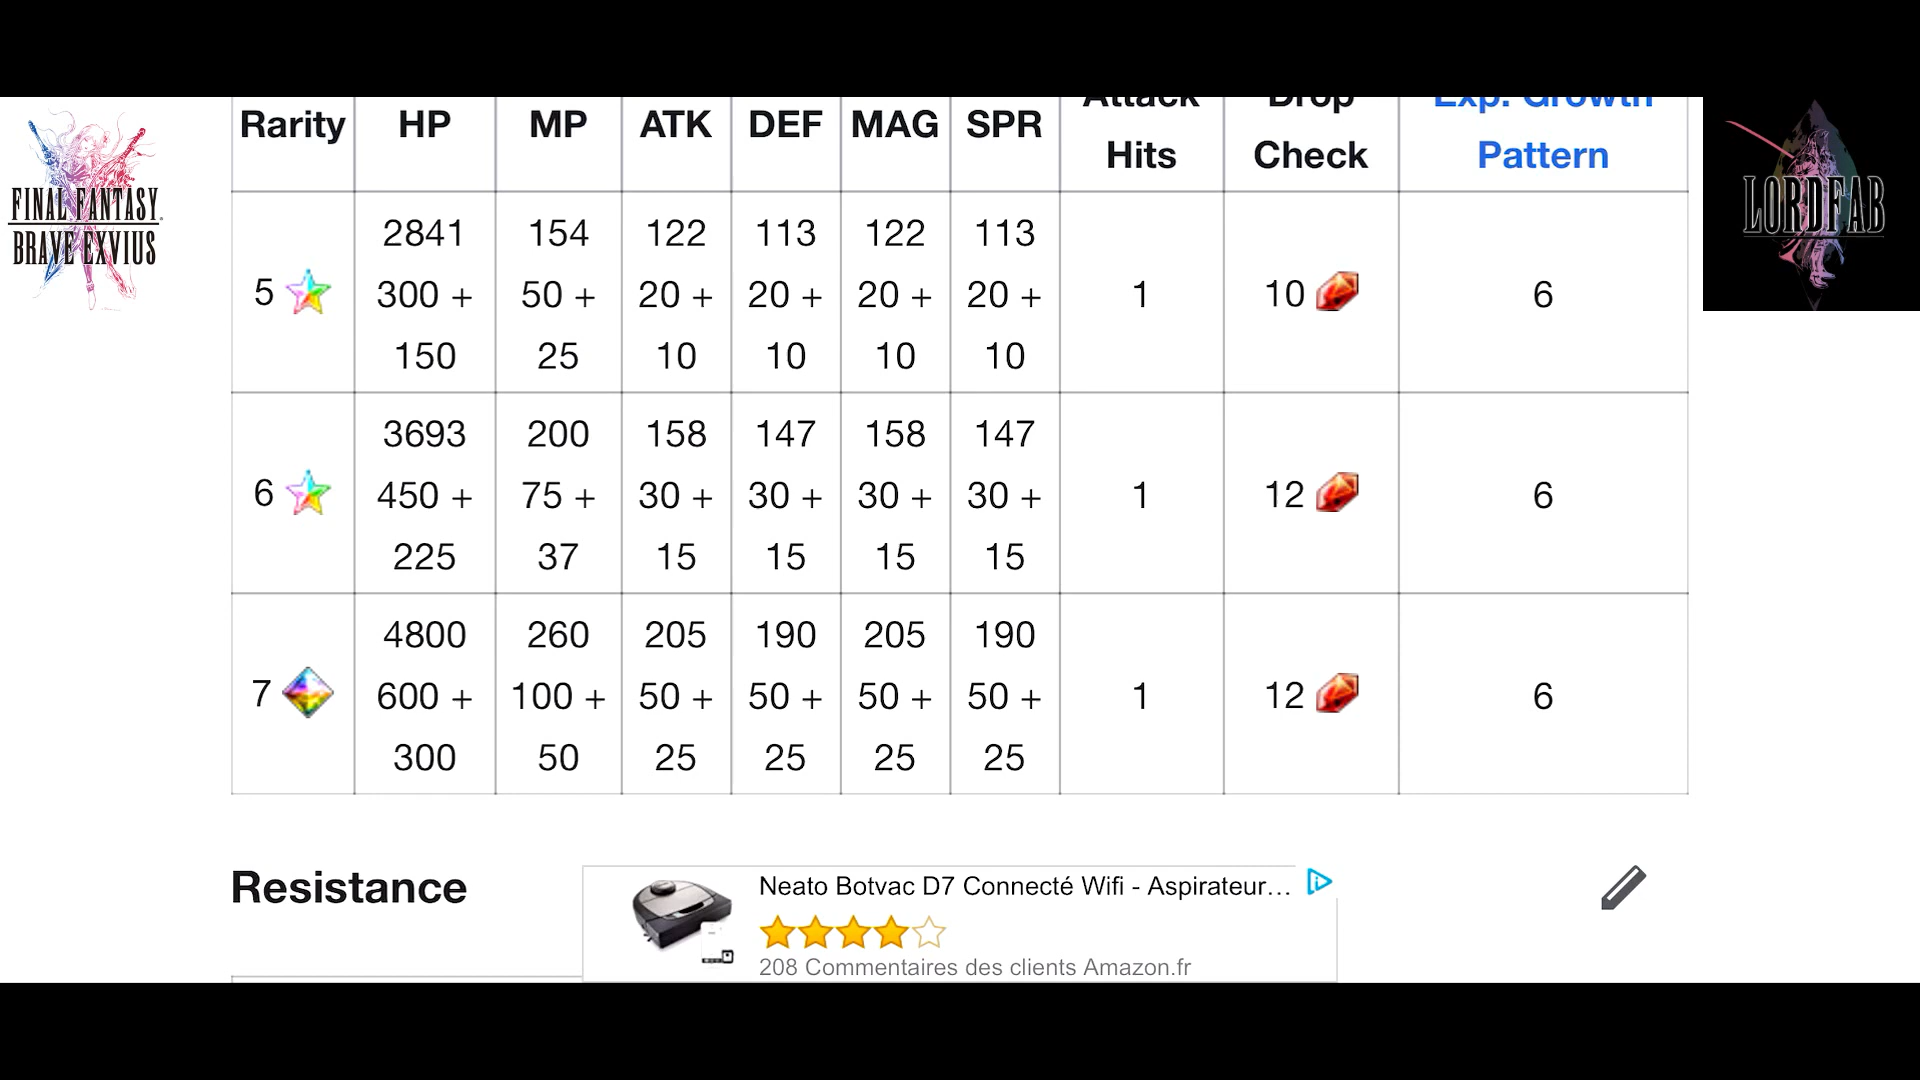 FINAL FANTASY
BRAVE EXVIUS
LORDFAB
Rarity HP MP ATK DEF MAG SPR Attack Hits Drop Check Exp. Growth Pattern
5 2841 300 + 150 154 50 + 25 122 20 + 10 113 20 + 10 122 20 + 10 113 20 + 10 1 10 6
6 3693 450 + 225 200 75 + 37 158 30 + 15 147 30 + 15 158 30 + 15 147 30 + 15 1 12 6
7 4800 600 + 300 260 100 + 50 205 50 + 25 190 50 + 25 205 50 + 25 190 50 + 25 1 12 6
Resistance
Neato Botvac D7 Connecté Wifi - Aspirateur...
208 Commentaires des clients Amazon.fr